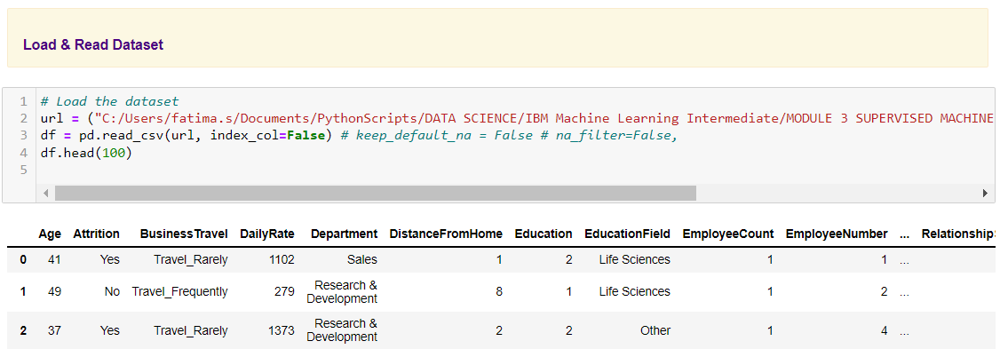 Load & Read Dataset
1 # Load the dataset
2 url = ("C:/Users/fatima.s/Documents/PythonScripts/DATA SCIENCE/IBM Machine Learning Intermediate/MODULE 3 SUPERVISED MACHINE
3 df = pd.read_csv(url, index_col=False) # keep_default_na = False # na_filter=False,
4 df.head(100)
5
Age Attrition BusinessTravel DailyRate Department DistanceFromHome Education EducationField EmployeeCount EmployeeNumber ... Relationship
0 41 Yes Travel_Rarely 1102 Sales 1 2 Life Sciences 1 1 ...
1 49 No Travel_Frequently 279 Research & Development 8 1 Life Sciences 1 2 ...
2 37 Yes Travel_Rarely 1373 Research & Development 2 2 Other 1 4 ...